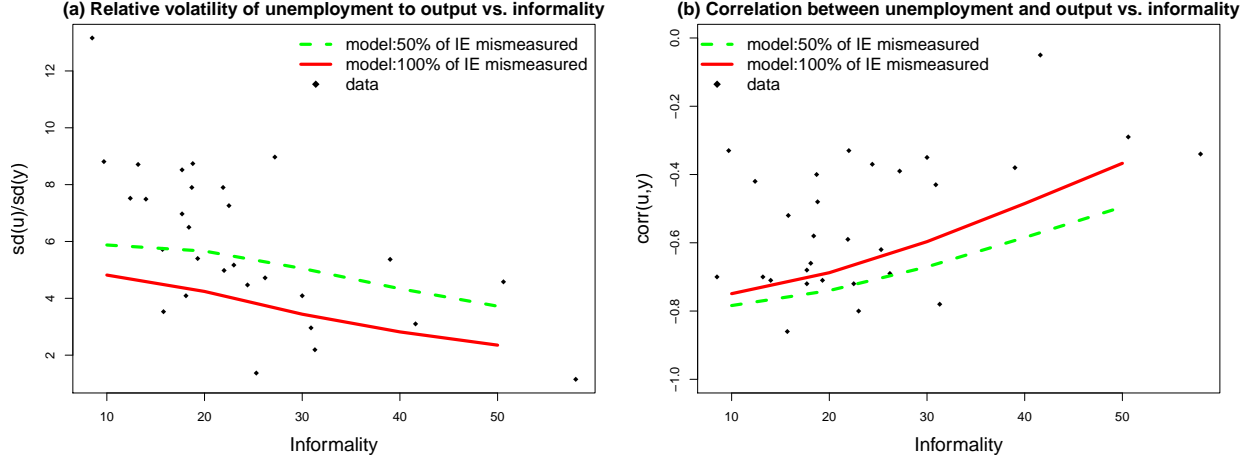 (a) Relative volatility of unemployment to output vs. informality
model:50% of IE mismeasured
model:100% of IE mismeasured
data
sd(u)/sd(y)
12
10
8
6
4
2
10 20 30 40 50
Informality
(b) Correlation between unemployment and output vs. informality
model:50% of IE mismeasured
model:100% of IE mismeasured
data
corr(u,y)
0.0
−0.2
−0.4
−0.6
−0.8
−1.0
10 20 30 40 50
Informality